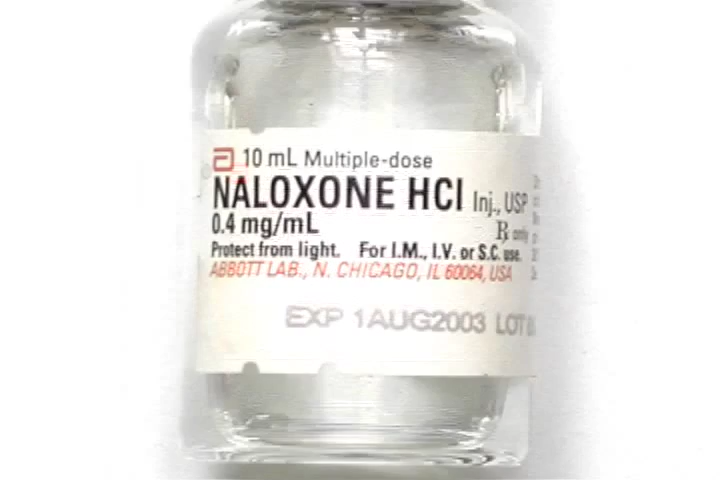 10 mL Multiple-dose
NALOXONE HCl Inj., USP
0.4 mg/mL
℞ only
Protect from light. For I.M., I.V. or S.C. use.
ABBOTT LAB., N. CHICAGO, IL 60064, USA
EXP 1AUG2003 LOT